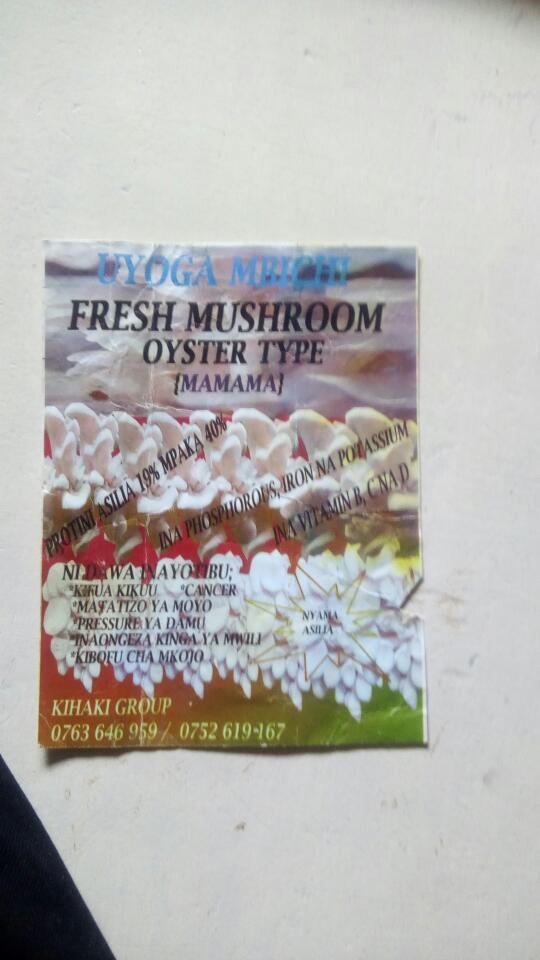 UYOGA MBICHI
FRESH MUSHROOM
OYSTER TYPE
{MAMAMA}
PROTINI ASILIA 19% MPAKA 40%
INA PHOSPHOROUS, IRON NA POTASSIUM
INA VITAMIN B, C NA D
NI DAWA INAYOTIBU;
*KIFUA KIKUU *CANCER
*MATATIZO YA MOYO
*PRESSURE YA DAMU
*INAONGEZA KINGA YA MWILI
*KIBOFU CHA MKOJO
NYAMA
ASILIA
KIHAKI GROUP
0763 646 959 / 0752 619-167